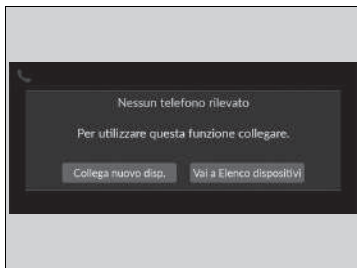 Nessun telefono rilevato
Per utilizzare questa funzione collegare.
Collega nuovo disp. Vai a Elenco dispositivi